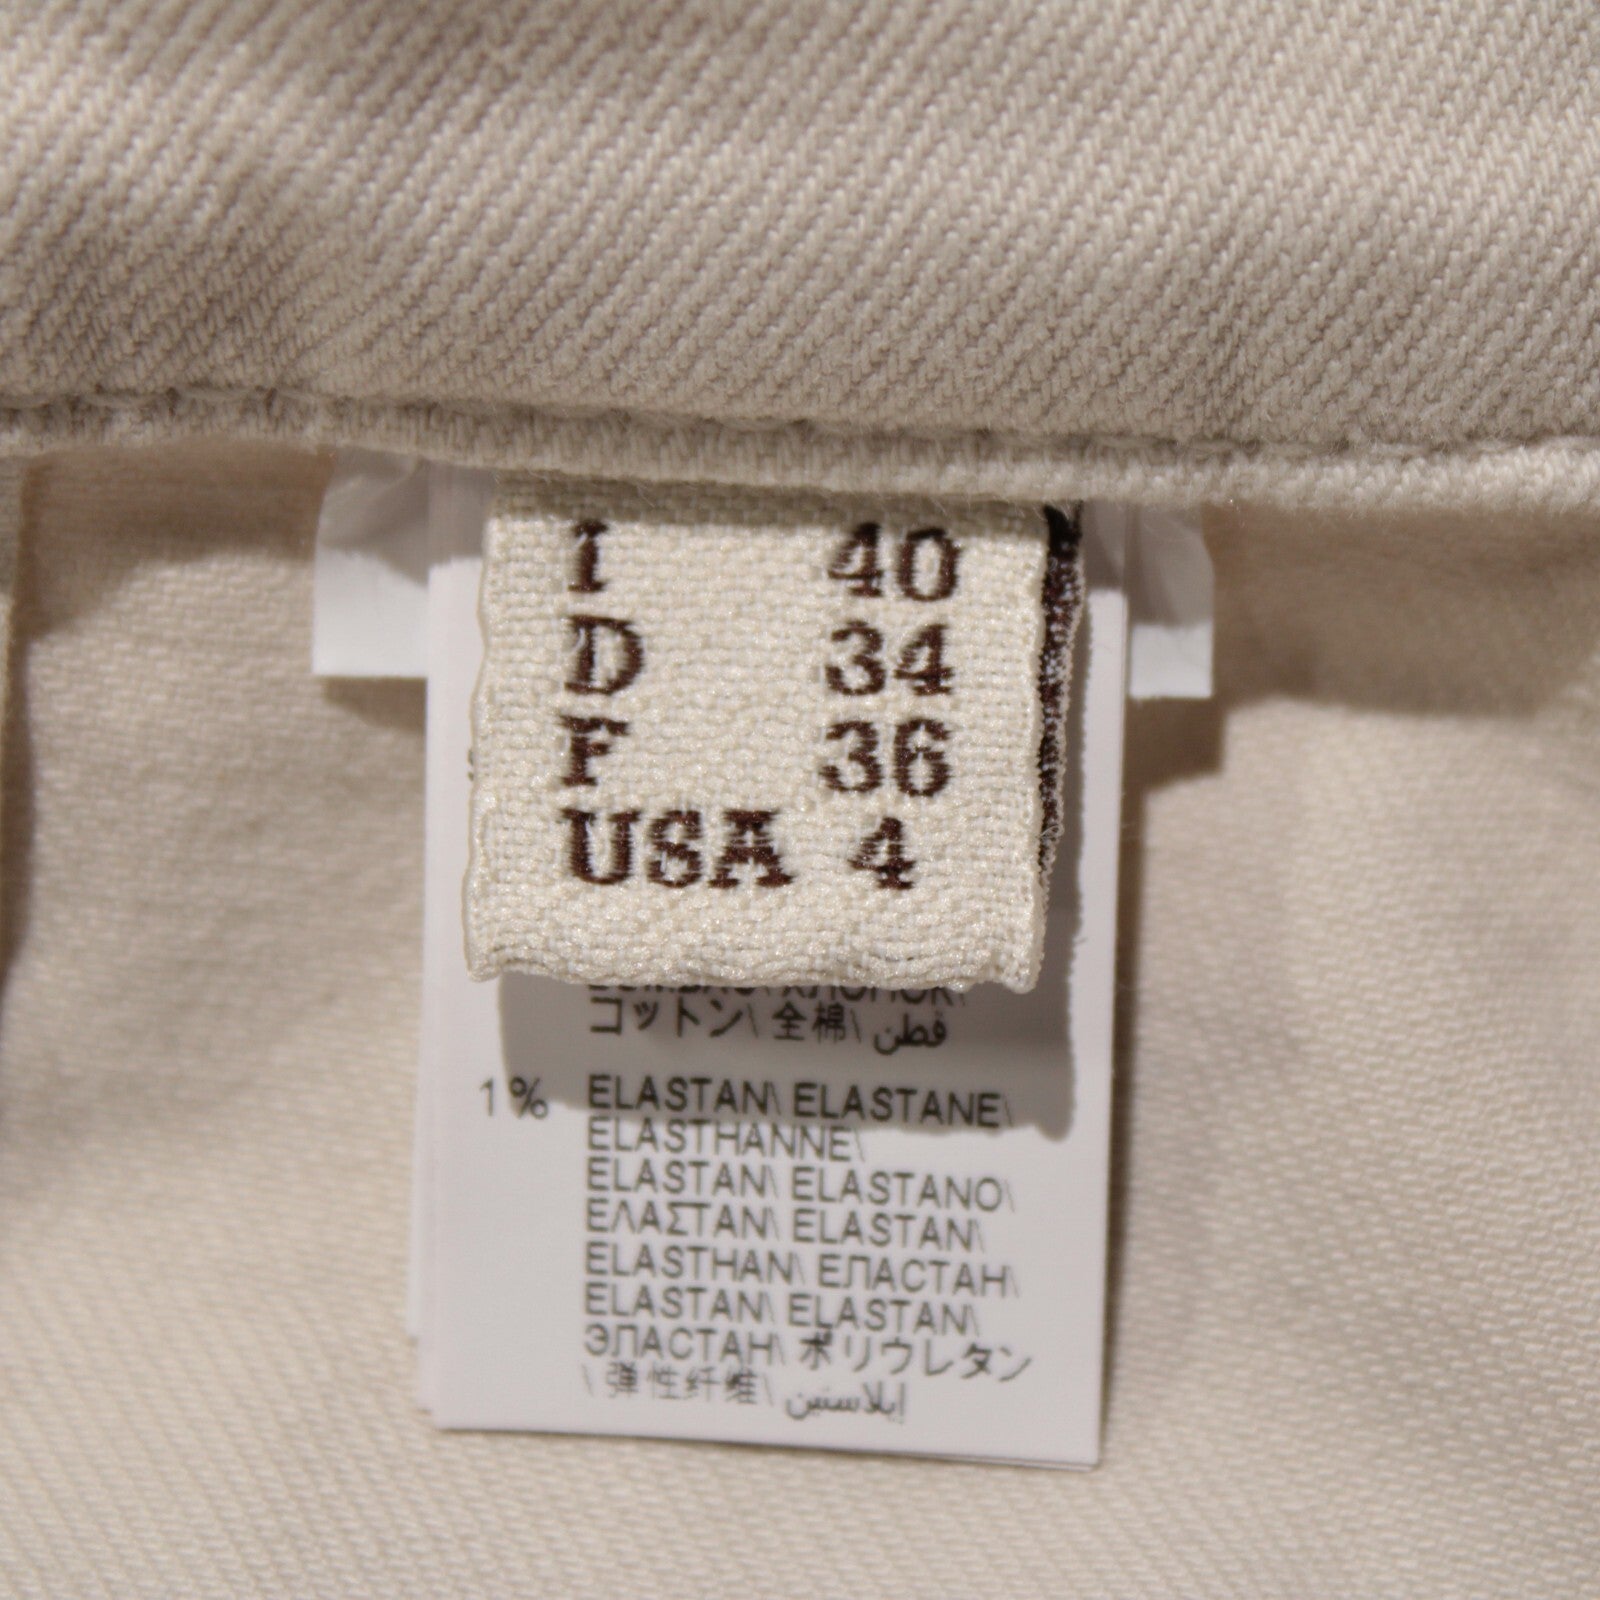 I 40
D 34
F 36
USA 4
コットン\ 全棉\ قطن
1% ELASTAN\ ELASTANE\
ELASTHANNE\
ELASTAN\ ELASTANO\
ΕΛΑΣΤΑΝ\ ELASTAN\
ELASTHAN\ ЕЛАСТАН\
ELASTAN\ ELASTAN\
ЭЛАСТАН\ ポリウレタン
\ 弹性纤维\ إيلاستين